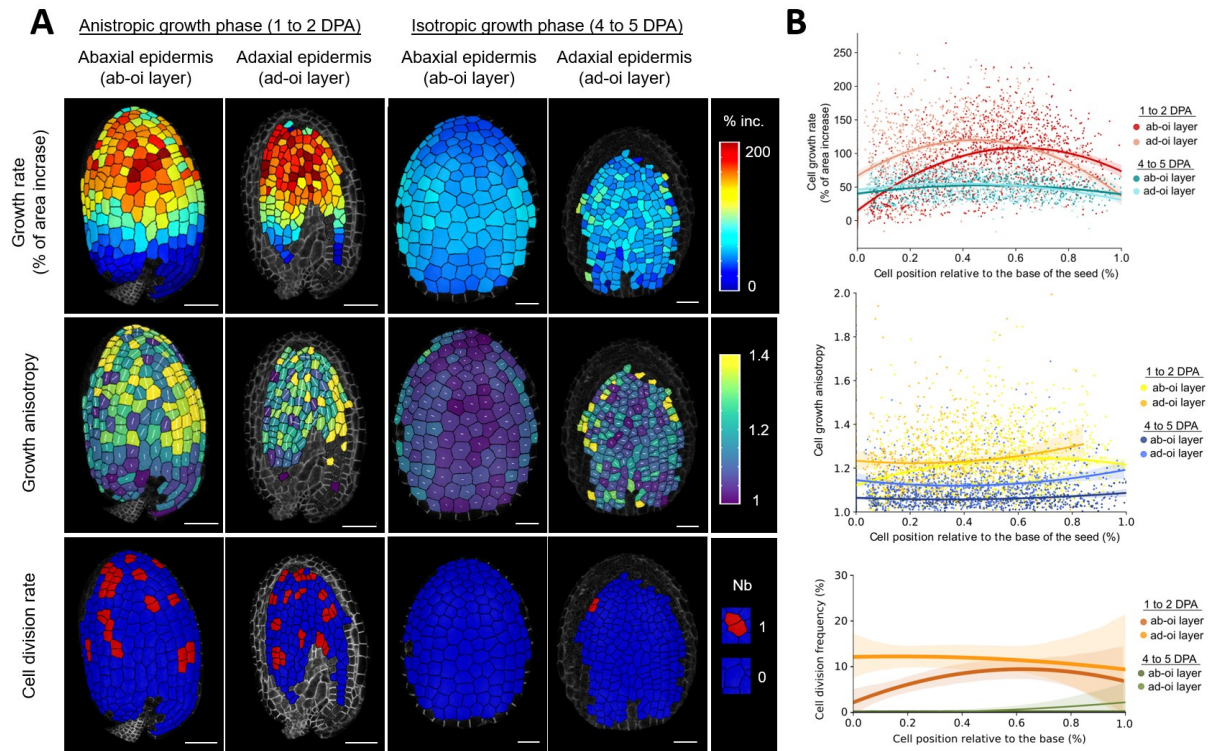 A
Anistropic growth phase (1 to 2 DPA)
Isotropic growth phase (4 to 5 DPA)
Abaxial epidermis
(ab-oi layer)
Adaxial epidermis
(ad-oi layer)
Abaxial epidermis
(ab-oi layer)
Adaxial epidermis
(ad-oi layer)
Growth rate
(% of area increase)
% inc.
200
0
Growth anisotropy
1.4
1.2
1
Cell division rate
Nb
1
0
B
Cell growth rate
(% of area increase)
250
200
150
100
50
0
0.0 0.2 0.4 0.6 0.8 1.0
Cell position relative to the base of the seed (%)
1 to 2 DPA
ab-oi layer
ad-oi layer
4 to 5 DPA
ab-oi layer
ad-oi layer
Cell growth anisotropy
2.0
1.8
1.6
1.4
1.2
1.0
0.0 0.2 0.4 0.6 0.8 1.0
Cell position relative to the base of the seed (%)
1 to 2 DPA
ab-oi layer
ad-oi layer
4 to 5 DPA
ab-oi layer
ad-oi layer
Cell division frequency (%)
30
20
10
0
0.0 0.2 0.4 0.6 0.8 1.0
Cell position relative to the base (%)
1 to 2 DPA
ab-oi layer
ad-oi layer
4 to 5 DPA
ab-oi layer
ad-oi layer